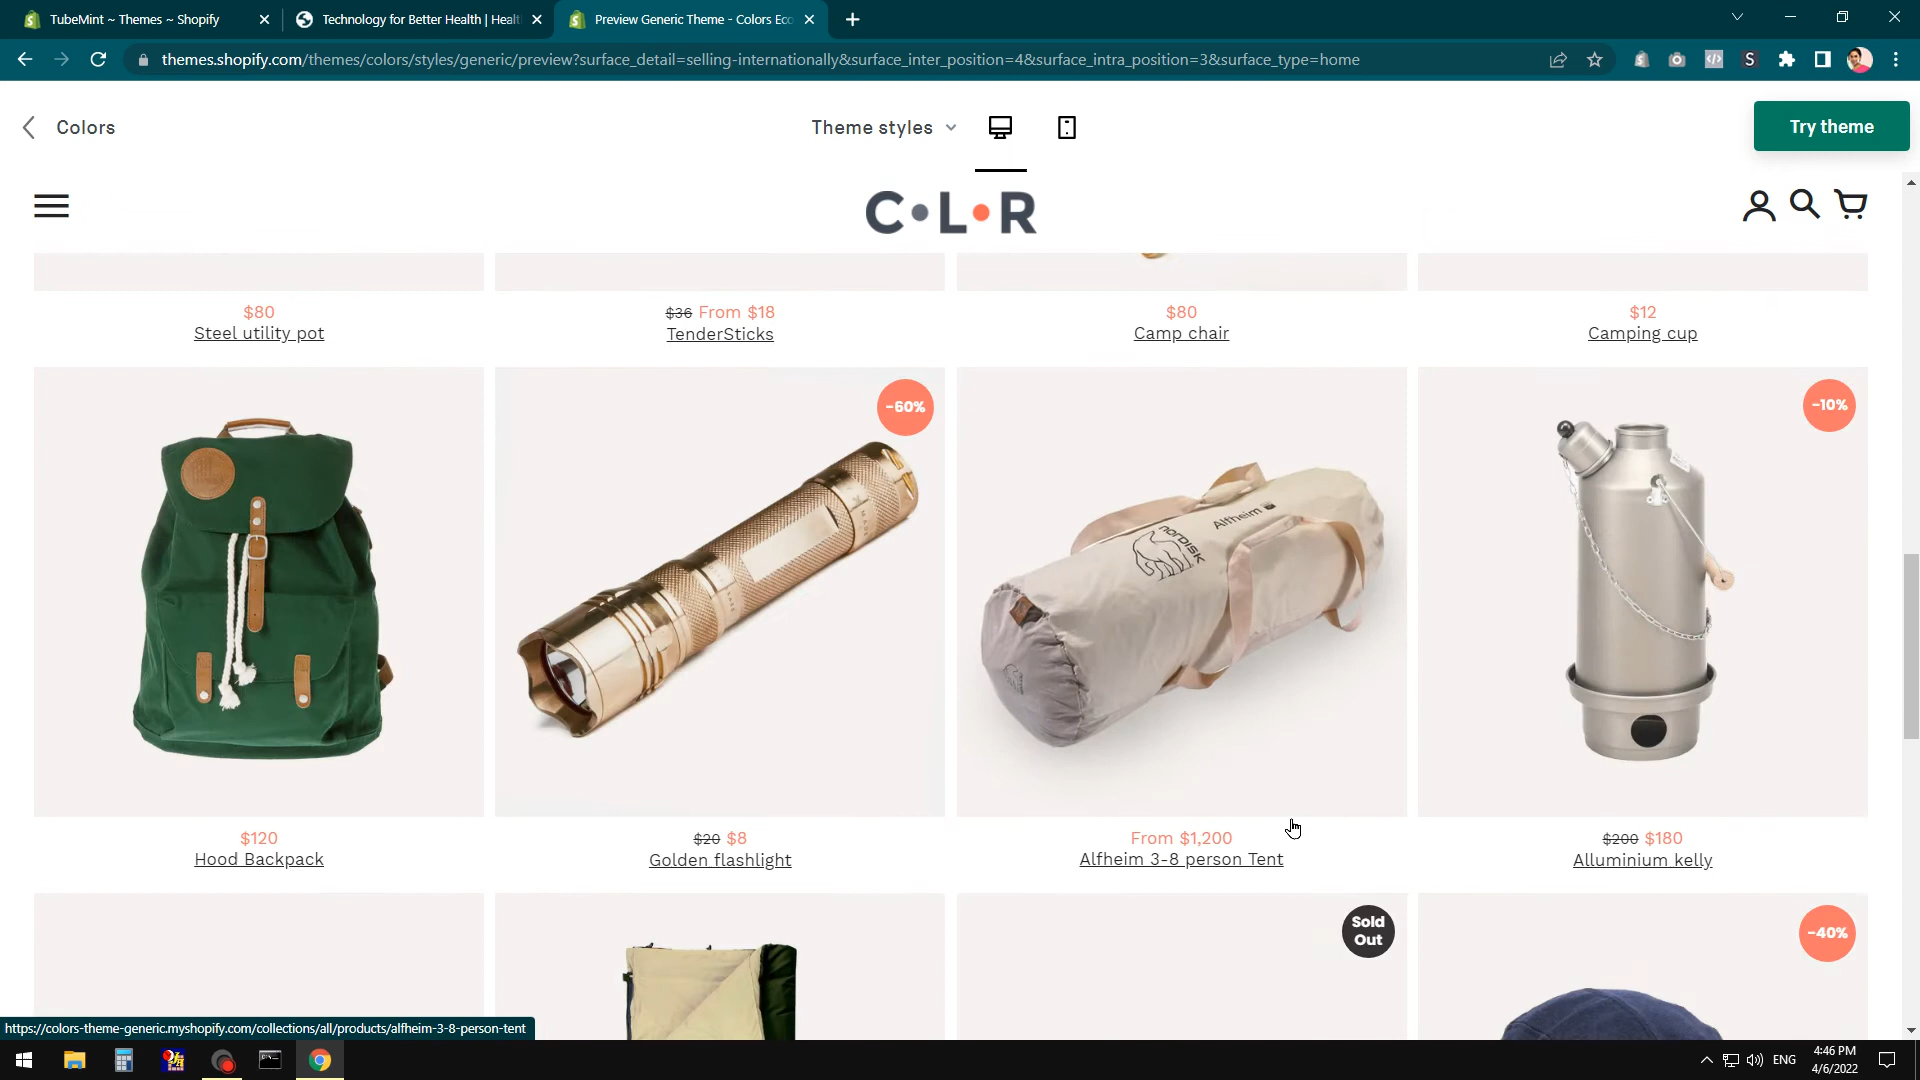 TubeMint ~ Themes ~ Shopify
Technology for Better Health | Healt
Preview Generic Theme - Colors Ecc
themes.shopify.com/themes/colors/styles/generic/preview?surface_detail=selling-internationally&surface_inter_position=4&surface_intra_position=3&surface_type=home
Colors
Theme styles
Try theme
C•L•R
$80
Steel utility pot
$36 From $18
TenderSticks
$80
Camp chair
$12
Camping cup
-60%
-10%
Alfheim
NORDISK
$120
Hood Backpack
$20 $8
Golden flashlight
From $1,200
Alfheim 3-8 person Tent
$200 $180
Alluminium kelly
Sold
Out
-40%
https://colors-theme-generic.myshopify.com/collections/all/products/alfheim-3-8-person-tent
ENG
4:46 PM
4/6/2022